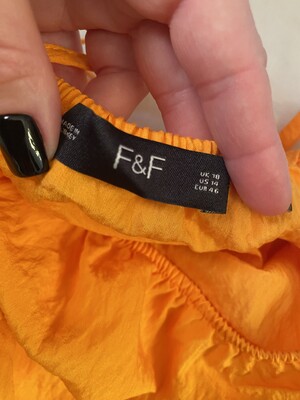 MADE IN
TURKEY
F&F
UK 18
US 14
EUR 46